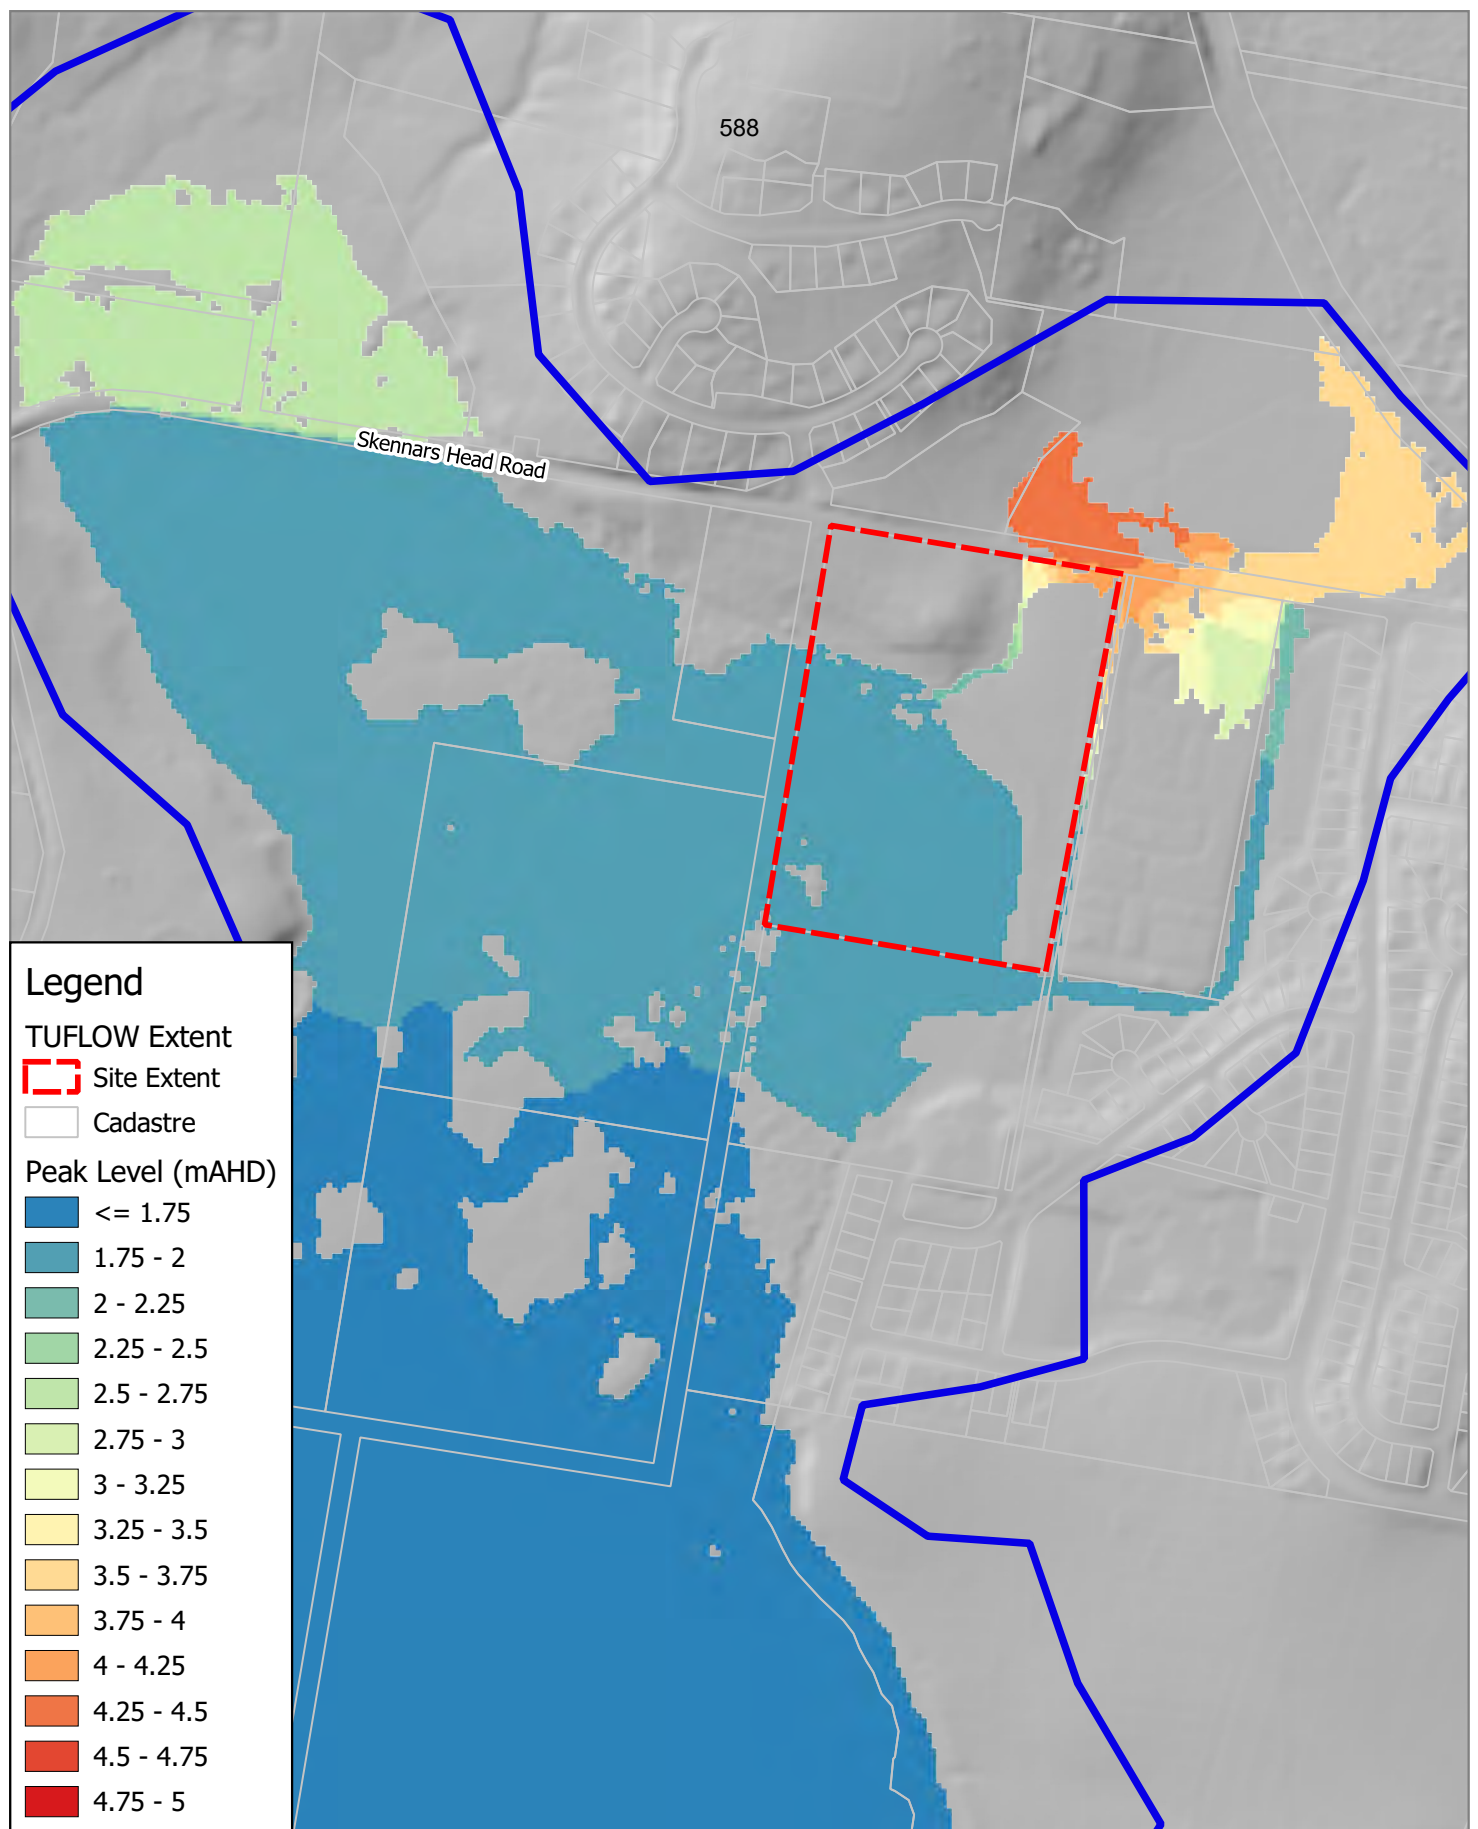 588
Skennars Head Road
Legend
TUFLOW Extent
Site Extent
Cadastre
Peak Level (mAHD)
<= 1.75
1.75 - 2
2 - 2.25
2.25 - 2.5
2.5 - 2.75
2.75 - 3
3 - 3.25
3.25 - 3.5
3.5 - 3.75
3.75 - 4
4 - 4.25
4.25 - 4.5
4.5 - 4.75
4.75 - 5